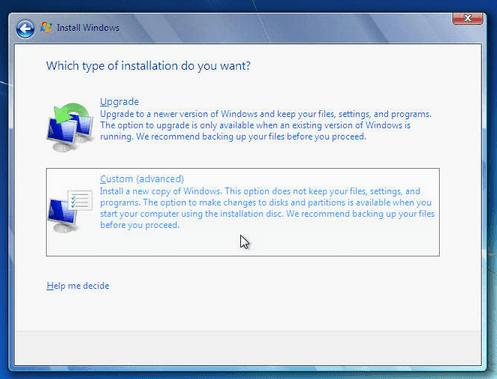 Install Windows
Which type of installation do you want?
Upgrade
Upgrade to a newer version of Windows and keep your files, settings, and programs.
The option to upgrade is only available when an existing version of Windows is
running. We recommend backing up your files before you proceed.
Custom (advanced)
Install a new copy of Windows. This option does not keep your files, settings, and
programs. The option to make changes to disks and partitions is available when you
start your computer using the installation disc. We recommend backing up your files
before you proceed.
Help me decide